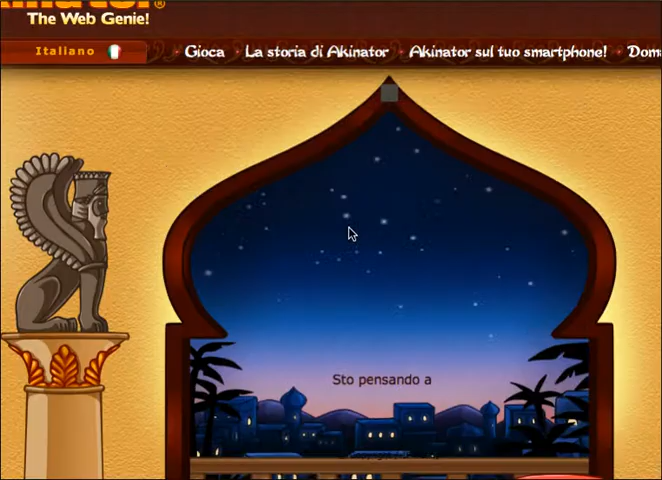 The Web Genie!
Italiano
Gioca
La storia di Akinator
Akinator sul tuo smartphone!
Sto pensando a